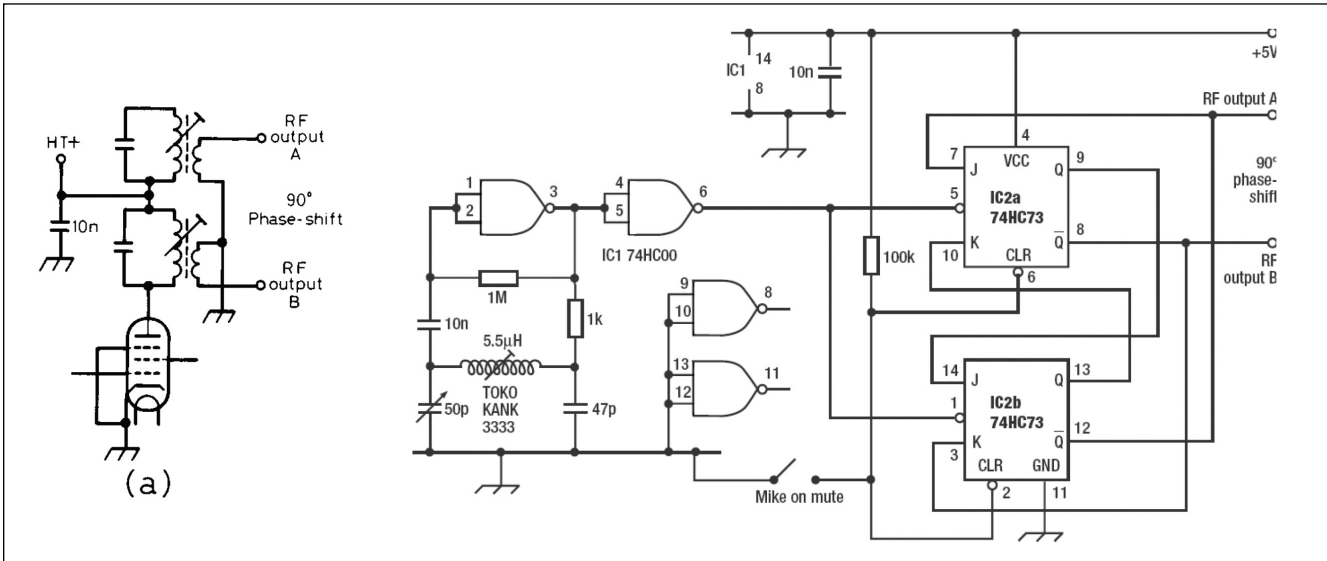 HT+
10n
RF
output
A
90°
Phase-shift
RF
output
B
(a)
IC1
14
8
10n
+5V
RF output A
90°
phase-
shift
RF
output B
1
2
3
4
5
6
IC1 74HC00
1M
10n
1k
5.5µH
TOKO
KANK
3333
50p
47p
9
10
8
13
12
11
100k
Mike on mute
4
VCC
7
J
Q
9
5
IC2a
74HC73
K
Q
8
10
CLR
6
14
J
Q
13
1
IC2b
74HC73
K
Q
12
3
CLR
GND
2
11